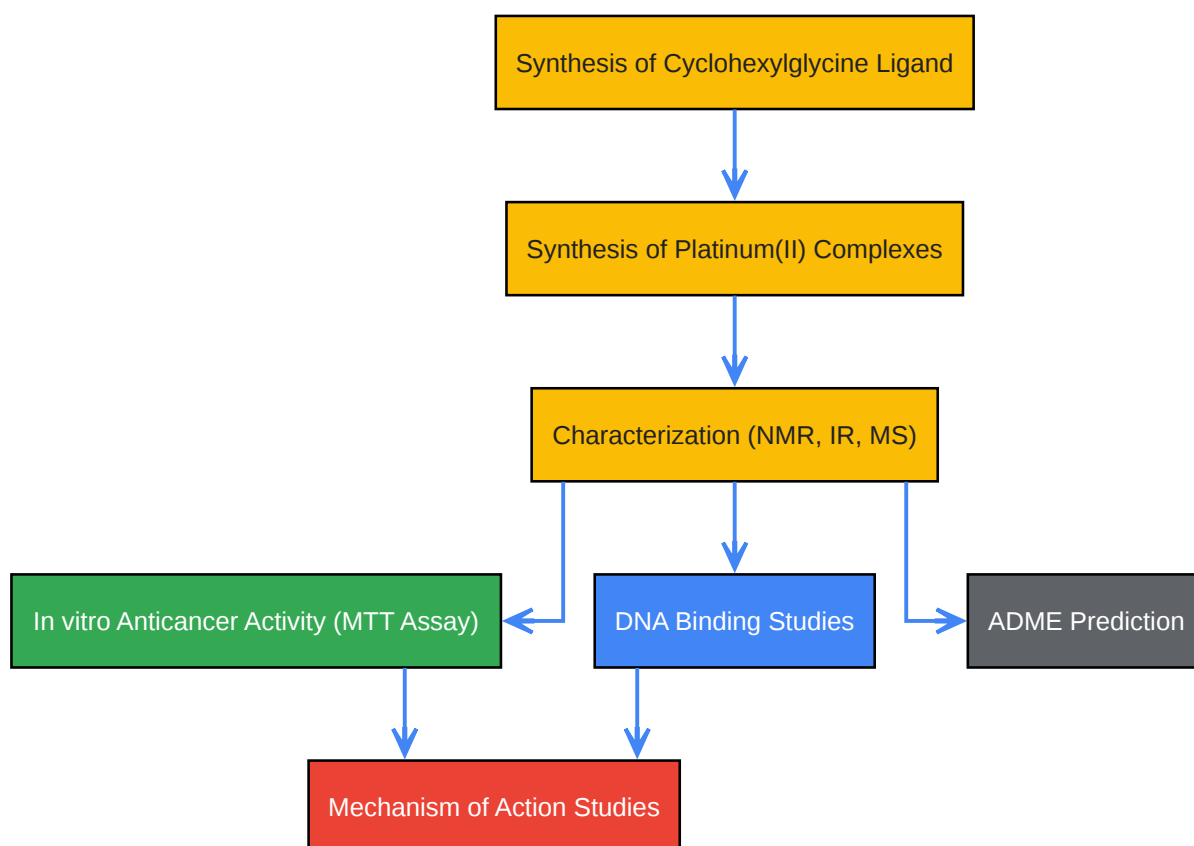 Synthesis of Cyclohexylglycine Ligand
Synthesis of Platinum(II) Complexes
Characterization (NMR, IR, MS)
In vitro Anticancer Activity (MTT Assay)
DNA Binding Studies
ADME Prediction
Mechanism of Action Studies